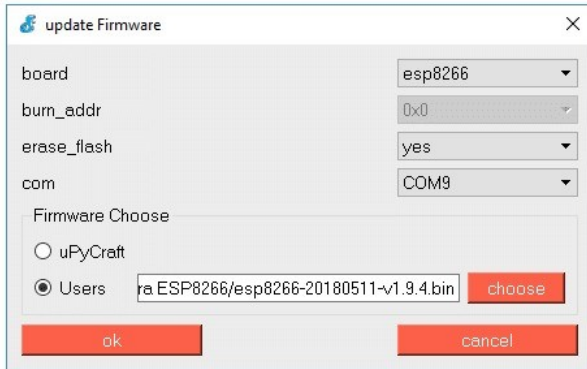 update Firmware
board esp8266
burn_addr 0x0
erase_flash yes
com COM9
Firmware Choose
uPyCraft
Users ra ESP8266/esp8266-20180511-v1.9.4.bin choose
ok cancel